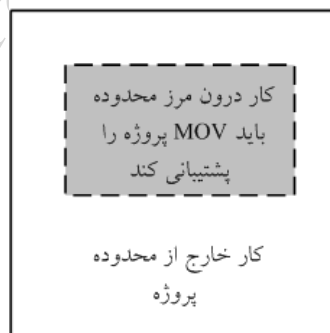 کار درون مرز محدوده
باید MOV پروژه را
پشتیبانی کند
کار خارج از محدوده
پروژه